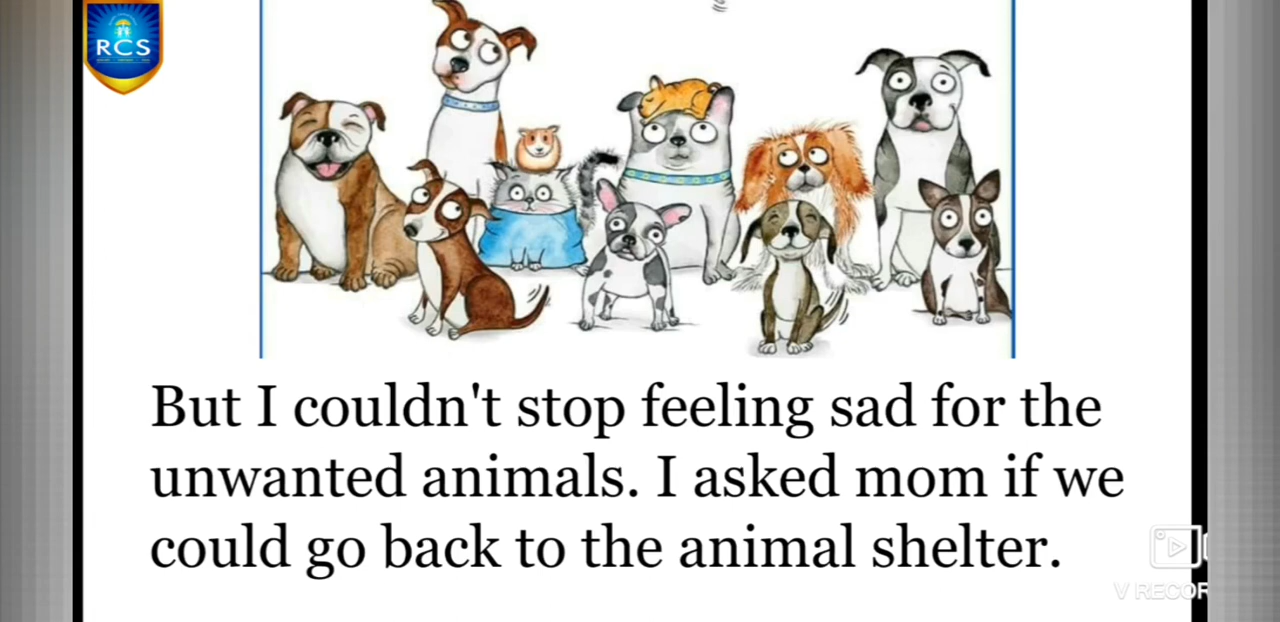 RCS
But I couldn't stop feeling sad for the
unwanted animals. I asked mom if we
could go back to the animal shelter.
V RECOR